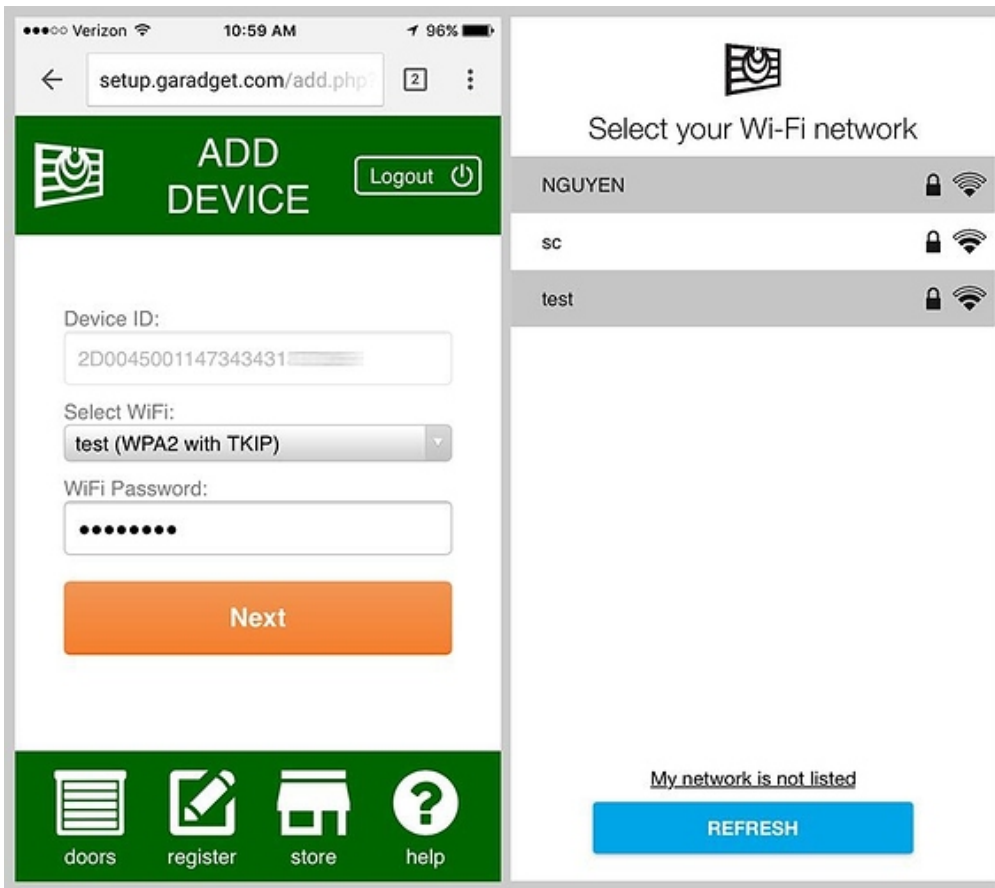 Verizon 10:59 AM 96%
setup.garadget.com/add.php? 2
ADD
DEVICE
Logout
Device ID:
2D0045001147343431
Select WiFi:
test (WPA2 with TKIP)
WiFi Password:
••••••••
Next
doors register store help
Select your Wi-Fi network
NGUYEN
sc
test
My network is not listed
REFRESH